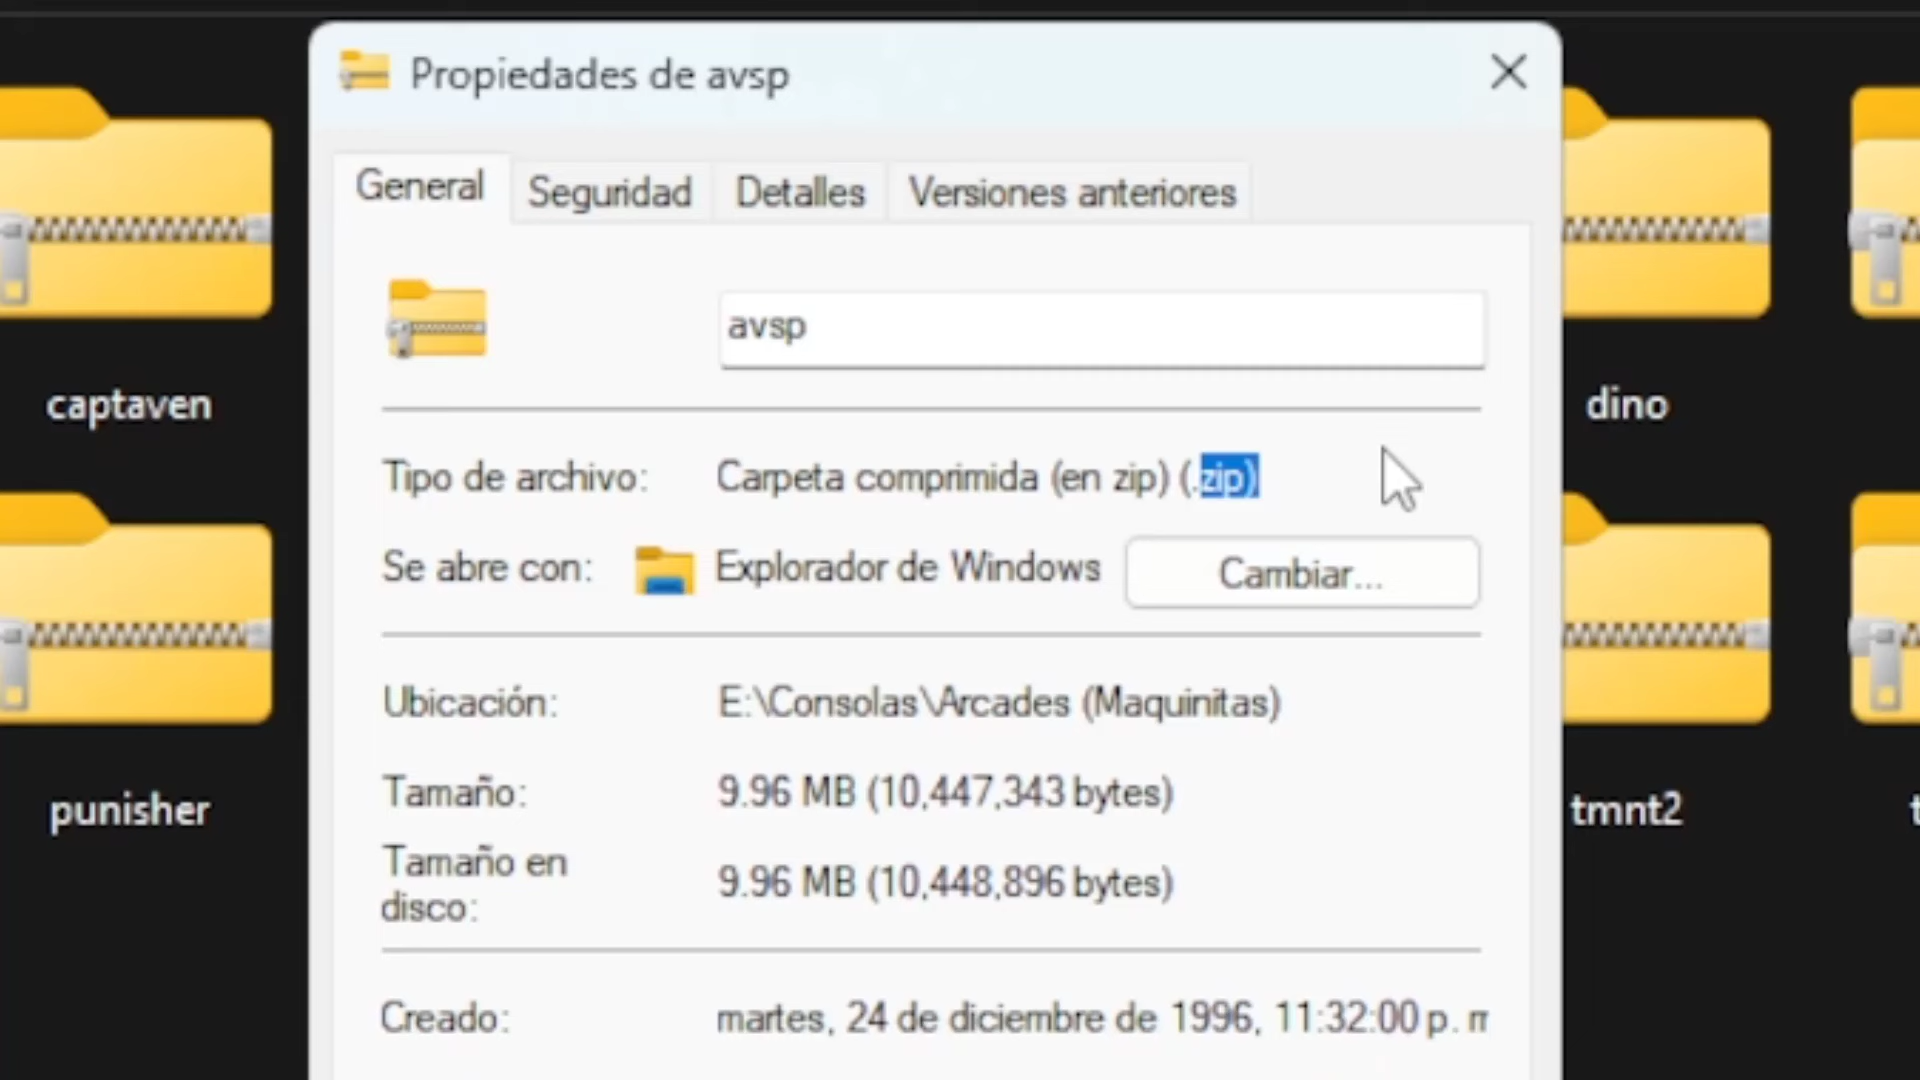 Propiedades de avsp
General
Seguridad
Detalles
Versiones anteriores
avsp
captaven
dino
Tipo de archivo: Carpeta comprimida (en zip) (.zip)
Se abre con: Explorador de Windows Cambiar...
Ubicación: E:\Consolas\Arcades (Maquinitas)
Tamaño: 9.96 MB (10,447,343 bytes)
punisher
tmnt2
Tamaño en
disco:
9.96 MB (10,448,896 bytes)
Creado: martes, 24 de diciembre de 1996, 11:32:00 p. m